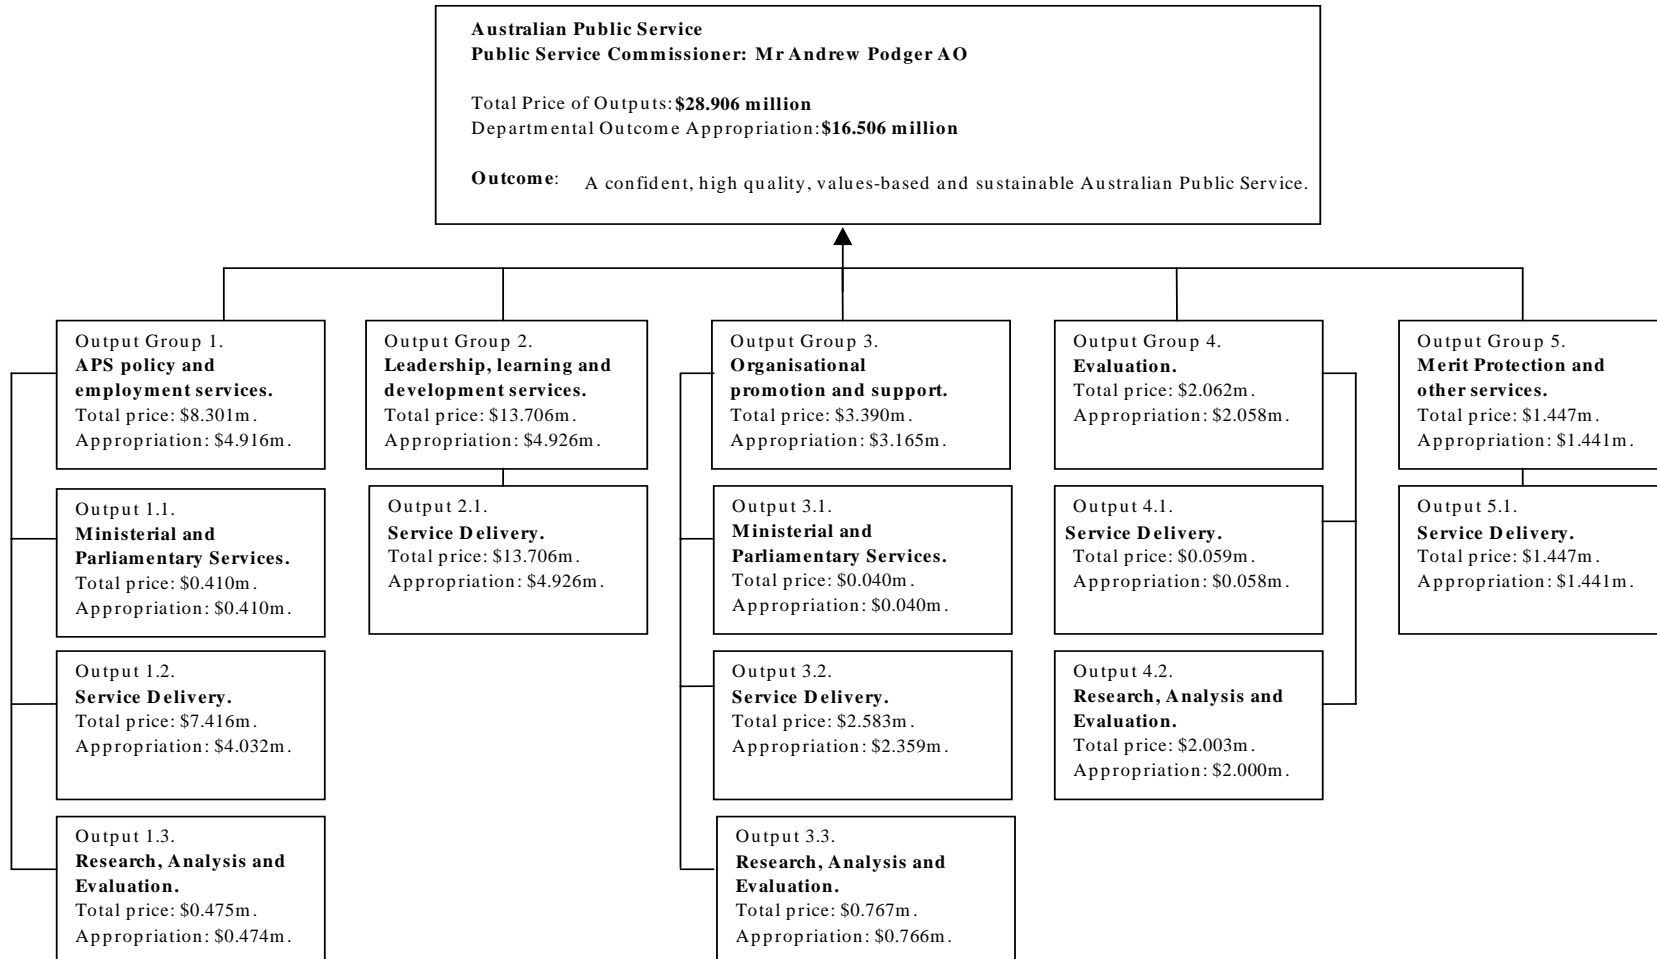 Australian Public Service
Public Service Commissioner: Mr Andrew Podger AO
Total Price of Outputs: $28.906 million
Departmental Outcome Appropriation: $16.506 million
Outcome: A confident, high quality, values-based and sustainable Australian Public Service.
Output Group 1.
APS policy and
employment services.
Total price: $8.301m.
Appropriation: $4.916m.
Output 1.1.
Ministerial and
Parliamentary Services.
Total price: $0.410m.
Appropriation: $0.410m.
Output 1.2.
Service Delivery.
Total price: $7.416m.
Appropriation: $4.032m.
Output 1.3.
Research, Analysis and
Evaluation.
Total price: $0.475m.
Appropriation: $0.474m.
Output Group 2.
Leadership, learning and
development services.
Total price: $13.706m.
Appropriation: $4.926m.
Output 2.1.
Service Delivery.
Total price: $13.706m.
Appropriation: $4.926m.
Output Group 3.
Organisational
promotion and support.
Total price: $3.390m.
Appropriation: $3.165m.
Output 3.1.
Ministerial and
Parliamentary Services.
Total price: $0.040m.
Appropriation: $0.040m.
Output 3.2.
Service Delivery.
Total price: $2.583m.
Appropriation: $2.359m.
Output 3.3.
Research, Analysis and
Evaluation.
Total price: $0.767m.
Appropriation: $0.766m.
Output Group 4.
Evaluation.
Total price: $2.062m.
Appropriation: $2.058m.
Output 4.1.
Service Delivery.
Total price: $0.059m.
Appropriation: $0.058m.
Output 4.2.
Research, Analysis and
Evaluation.
Total price: $2.003m.
Appropriation: $2.000m.
Output Group 5.
Merit Protection and
other services.
Total price: $1.447m.
Appropriation: $1.441m.
Output 5.1.
Service Delivery.
Total price: $1.447m.
Appropriation: $1.441m.